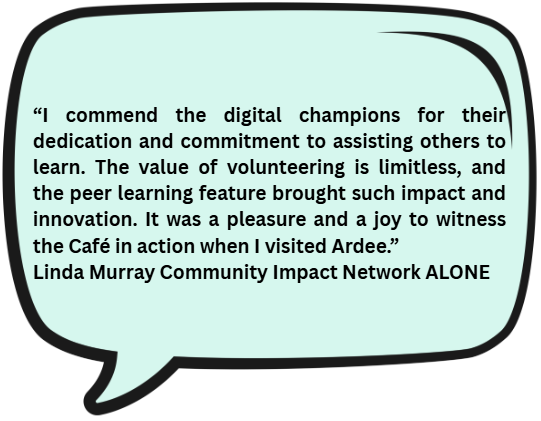 “I commend the digital champions for their
dedication and commitment to assisting others to
learn. The value of volunteering is limitless, and
the peer learning feature brought such impact and
innovation. It was a pleasure and a joy to witness
the Café in action when I visited Ardee.”
Linda Murray Community Impact Network ALONE